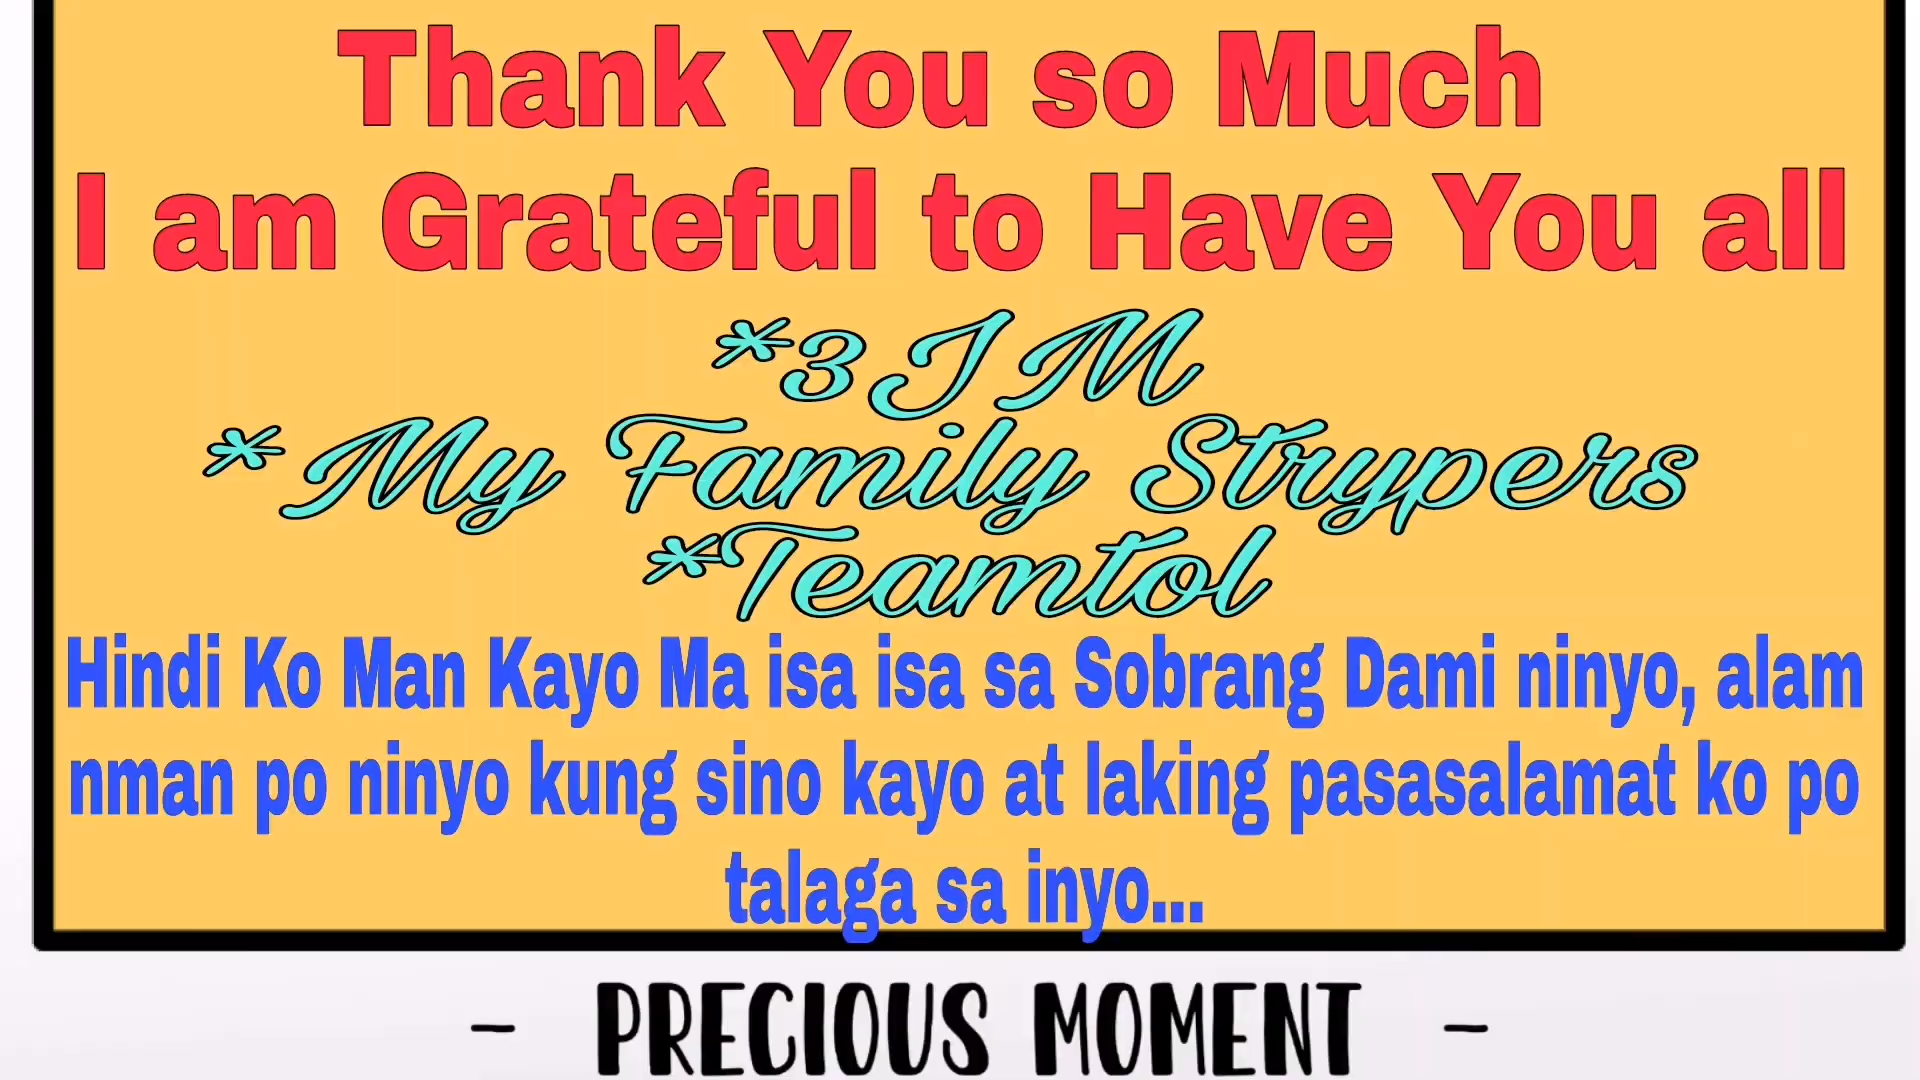 Thank You so Much
I am Grateful to Have You all
*3JM
*My Family Strypers
*Teamtol
Hindi Ko Man Kayo Ma isa isa sa Sobrang Dami ninyo, alam
nman po ninyo kung sino kayo at laking pasasalamat ko po
talaga sa inyo...
- PRECIOUS MOMENT -